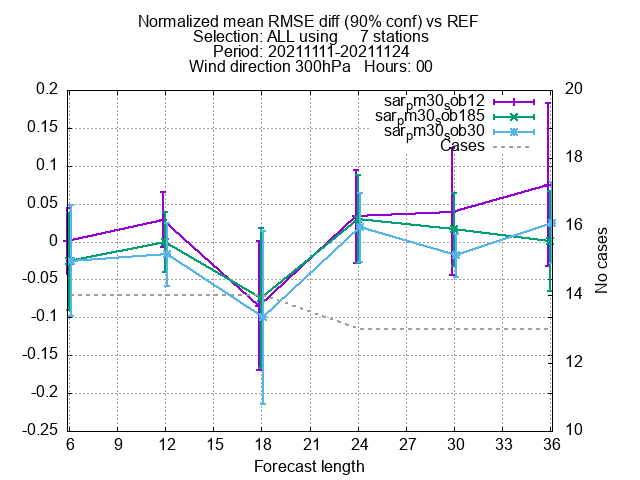 Normalized mean RMSE diff (90% conf) vs REF
Selection: ALL using 7 stations
Period: 20211111-20211124
Wind direction 300hPa Hours: 00
sarpm30sob12
sarpm30sob185
sarpm30sob30
Cases
0.2
0.15
0.1
0.05
0
-0.05
-0.1
-0.15
-0.2
-0.25
20
18
16
14
12
10
No cases
6 9 12 15 18 21 24 27 30 33 36
Forecast length